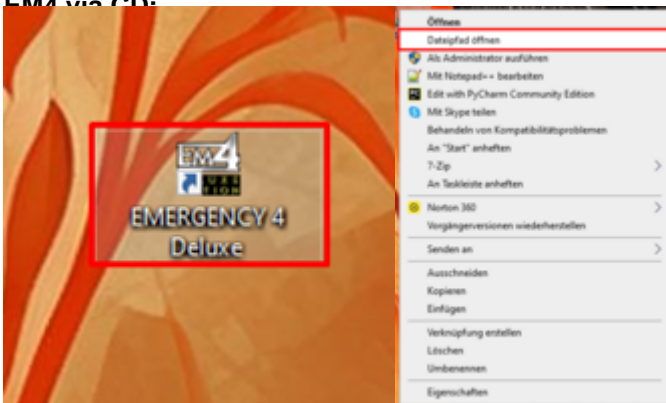 EM4 via CD:
EM4
EMERGENCY 4
Deluxe
Öffnen
Dateipfad öffnen
Als Administrator ausführen
Mit Notepad++ bearbeiten
Edit with PyCharm Community Edition
Mit Skype teilen
Behandeln von Kompatibilitätsproblemen
An "Start" anheften
7-Zip
An Taskleiste anheften
Norton 360
Vorgängerversionen wiederherstellen
Senden an
Ausschneiden
Kopieren
Einfügen
Verknüpfung erstellen
Löschen
Umbenennen
Eigenschaften